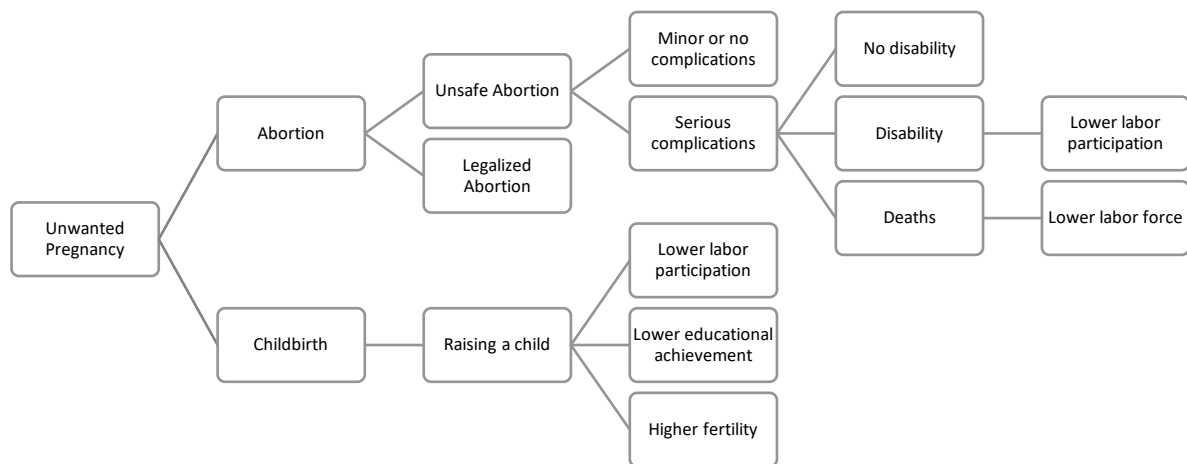 Minor or no
complications
No disability
Unsafe Abortion
Abortion
Serious
complications
Disability
Lower labor
participation
Legalized
Abortion
Deaths
Lower labor force
Unwanted
Pregnancy
Lower labor
participation
Childbirth
Raising a child
Lower educational
achievement
Higher fertility